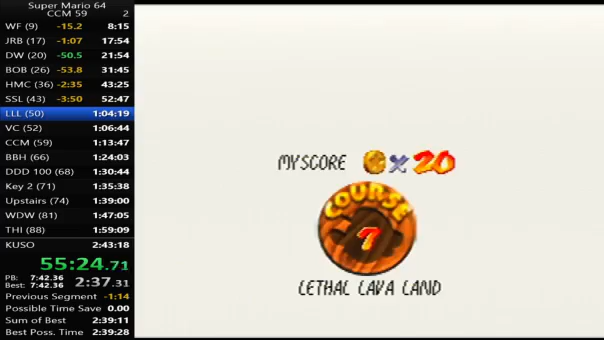 Super Mario 64
CCM 59 2
WF (9) -15.2 8:15
JRB (17) -1:07 17:54
DW (20) -50.5 21:54
BOB (26) -53.8 31:45
HMC (36) -2:35 43:25
SSL (43) -3:50 52:47
LLL (50) 1:04:19
VC (52) 1:06:44
CCM (59) 1:13:47
BBH (66) 1:24:03
DDD 100 (68) 1:30:44
Key 2 (71) 1:35:38
Upstairs (74) 1:39:00
WDW (81) 1:47:05
THI (88) 1:59:09
KUSO 2:43:18
55:24.71
PB: 7:42.36 2:37.31
Best: 7:42.36
Previous Segment -1:14
Possible Time Save 0.00
Sum of Best 2:39:11
Best Poss. Time 2:39:28
MY SCORE × 20
COURSE
7
LETHAL LAVA LAND